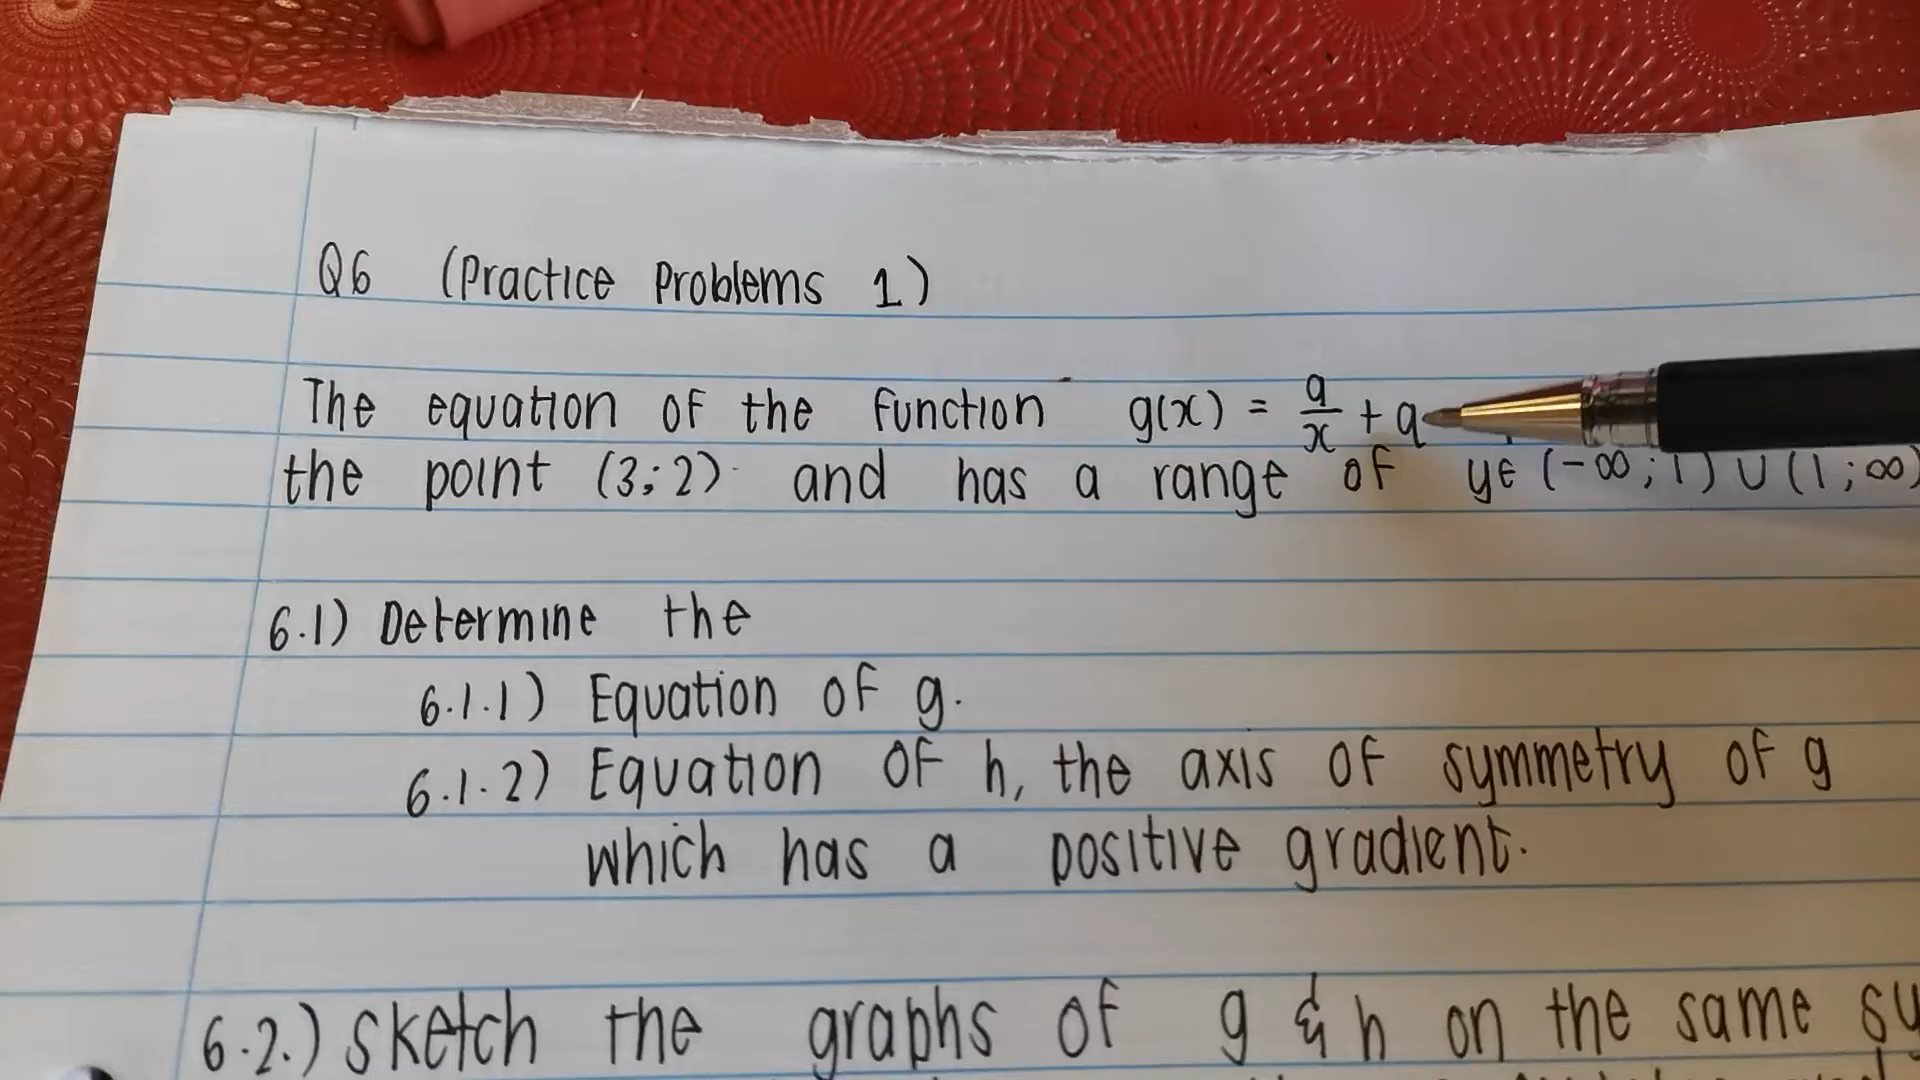 Q6 (Practice Problems 1)
The equation of the function g(x) = a/x + q
the point (3;2) and has a range of y∈(-∞;1)∪(1;∞)
6.1) Determine the
6.1.1) Equation of g.
6.1.2) Equation of h, the axis of symmetry of g
which has a positive gradient.
6.2.) Sketch the graphs of g & h on the same sy